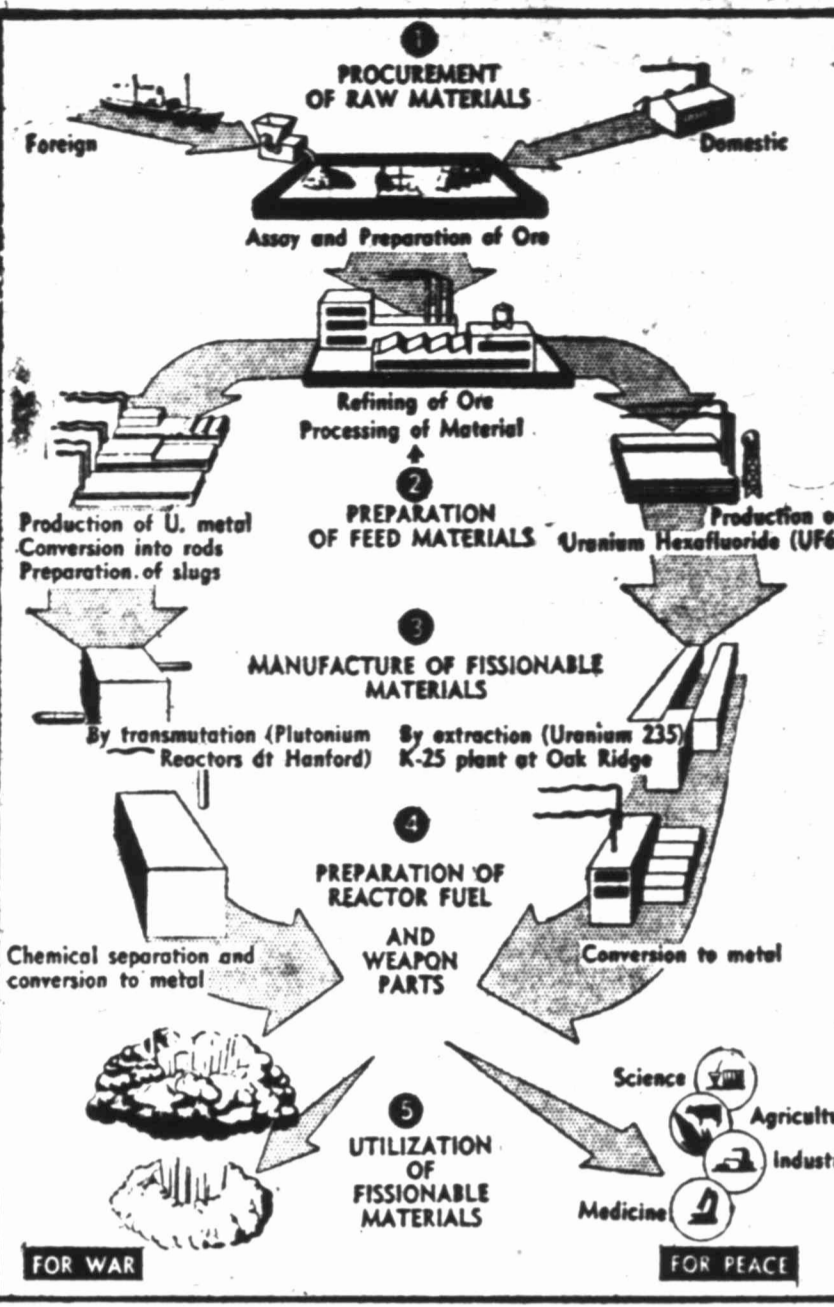 1
PROCUREMENT
OF RAW MATERIALS
Foreign
Domestic
Assay and Preparation of Ore
Refining of Ore
Processing of Material
2
PREPARATION
OF FEED MATERIALS
Production of U. metal
Conversion into rods
Preparation of slugs
Production o
Uranium Hexafluoride (UF6
3
MANUFACTURE OF FISSIONABLE
MATERIALS
By transmutation (Plutonium
Reactors at Hanford)
By extraction (Uranium 235)
K-25 plant at Oak Ridge
4
PREPARATION OF
REACTOR FUEL
AND
WEAPON
PARTS
Chemical separation and
conversion to metal
Conversion to metal
5
UTILIZATION
OF
FISSIONABLE
MATERIALS
Science
Agricultu
Indust
Medicine
FOR WAR
FOR PEACE